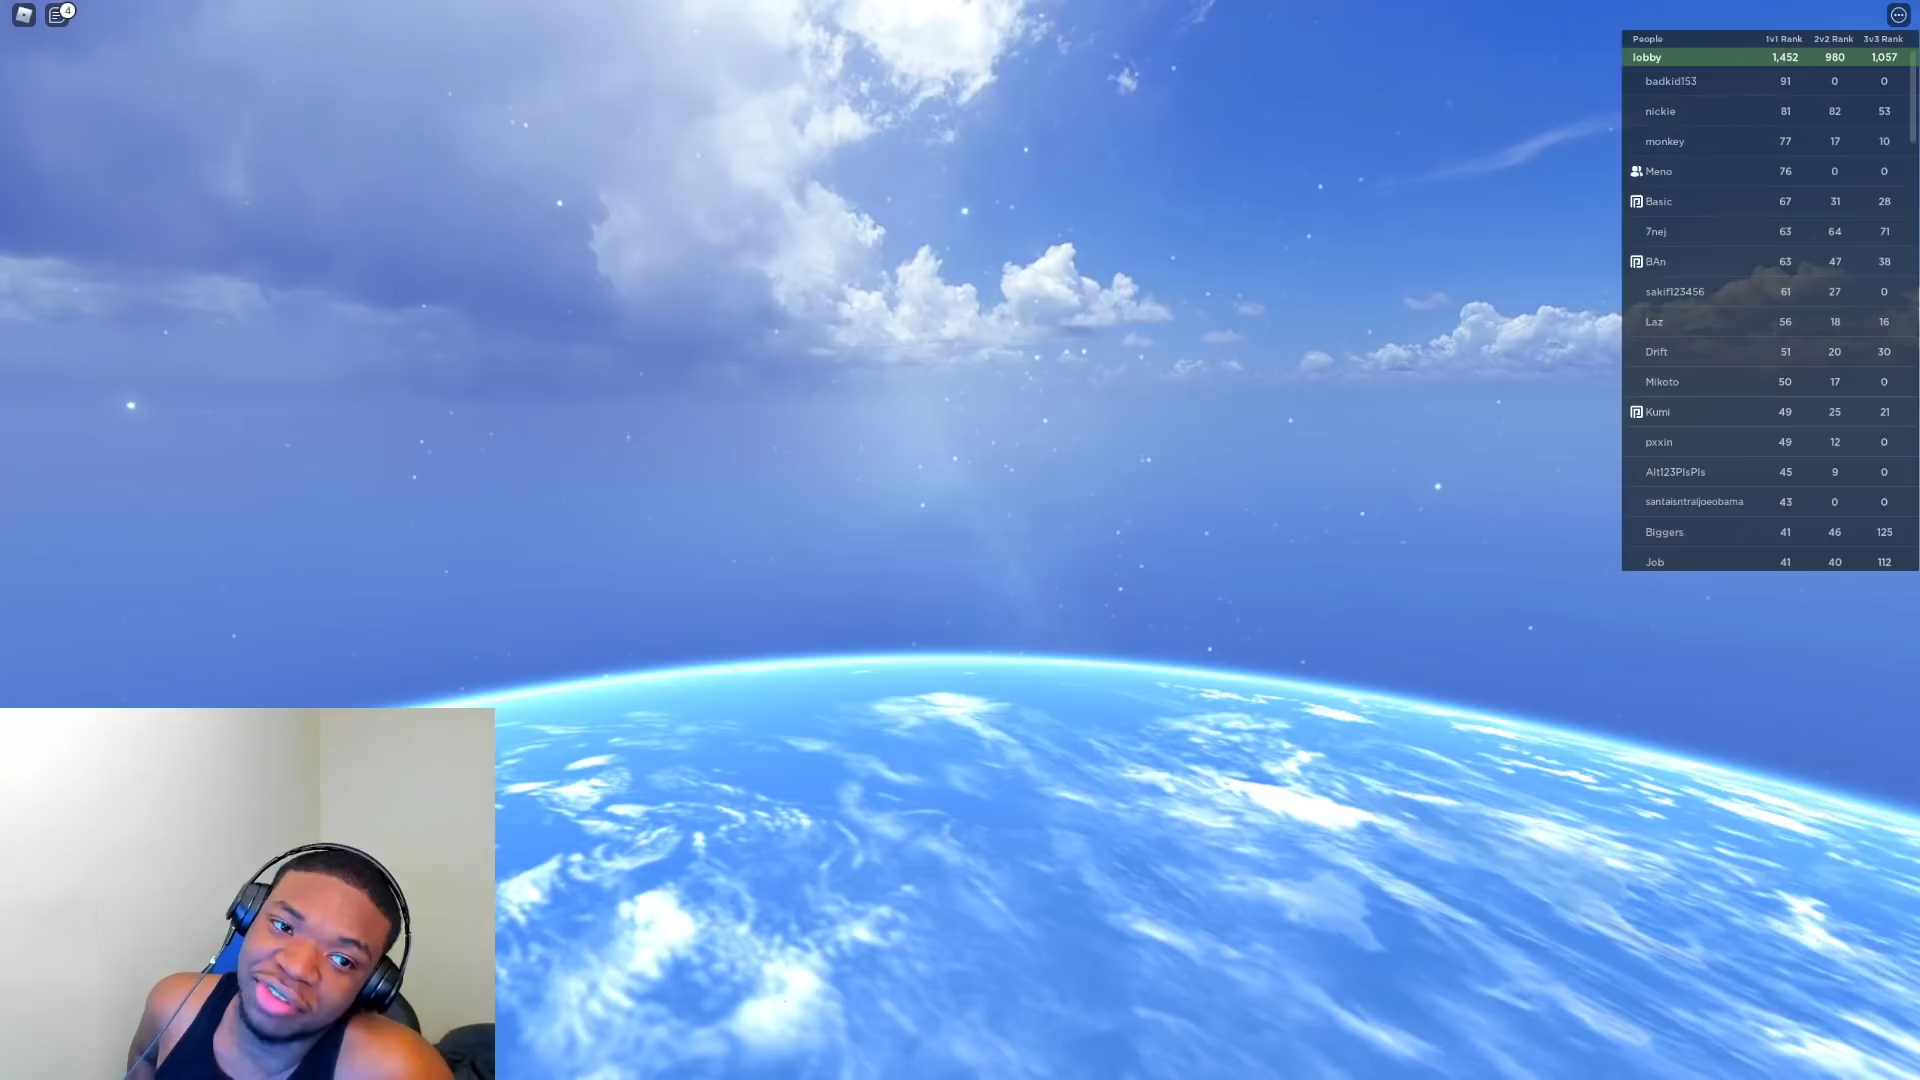 4
People 1v1 Rank 2v2 Rank 3v3 Rank
lobby 1,452 980 1,057
badkid153 91 0 0
nickie 81 82 53
monkey 77 17 10
Meno 76 0 0
Basic 67 31 28
7nej 63 64 71
BAn 63 47 38
sakif123456 61 27 0
Laz 56 18 16
Drift 51 20 30
Mikoto 50 17 0
Kumi 49 25 21
pxxin 49 12 0
Alt123PlsPls 45 9 0
santaisntraljoeobama 43 0 0
Biggers 41 46 125
Job 41 40 112